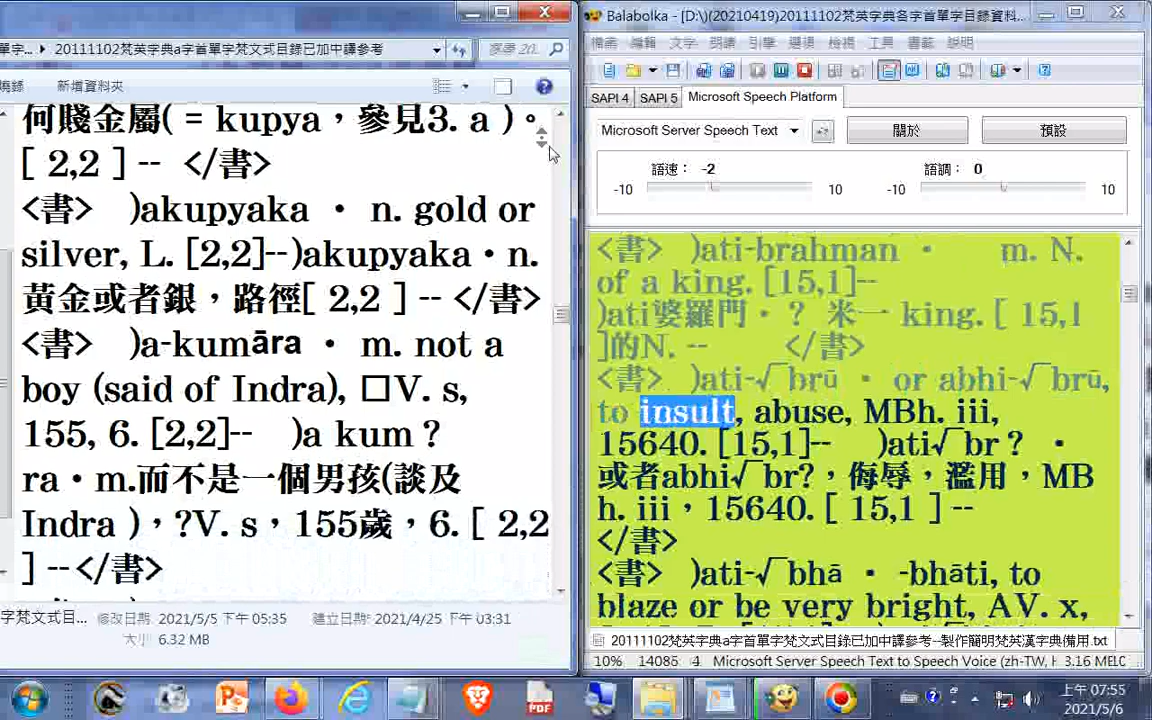 單字... ▸ 20111102梵英字典a字首單字梵文式目錄已加中譯參考
搜尋 20...
燒錄 新增資料夾
何賤金屬( = kupya，參見3. a )。
[ 2,2 ] -- </書>
<書> )akupyaka • n. gold or
silver, L. [2,2]--)akupyaka • n.
黃金或者銀，路徑[ 2,2 ] -- </書>
<書> )a-kumāra • m. not a
boy (said of Indra), □V. s,
155, 6. [2,2]-- )a kum ?
ra • m.而不是一個男孩(談及
Indra )，?V. s，155歲，6. [ 2,2
] --</書>
字梵文式目... 修改日期: 2021/5/5 下午 05:35 建立日期: 2021/4/25 下午 03:31
大小: 6.32 MB
Balabolka - [D:\)(20210419)20111102梵英字典各字首單字目錄資料...
檔案 編輯 文字 朗讀 引擎 選項 檢視 工具 書籤 說明
SAPI 4 SAPI 5 Microsoft Speech Platform
Microsoft Server Speech Text 關於 預設
語速： -2 語調： 0
-10 10 -10 10
<書> )ati-brahman • m. N.
of a king. [15,1]--
)ati婆羅門 • ? 米一 king. [ 15,1
]的N. -- </書>
<書> )ati-√brū • or abhi-√brū,
to insult, abuse, MBh. iii,
15640. [15,1]-- )ati√br ? •
或者abhi√br?，侮辱，濫用，MB
h. iii，15640. [ 15,1 ] --
</書>
<書> )ati-√bhā • -bhāti, to
blaze or be very bright, AV. x,
20111102梵英字典a字首單字梵文式目錄已加中譯參考--製作簡明梵英漢字典備用.txt
10% 14085 4 Microsoft Server Speech Text to Speech Voice (zh-TW, H 3.16 MELC
PDF
上午 07:55
2021/5/6